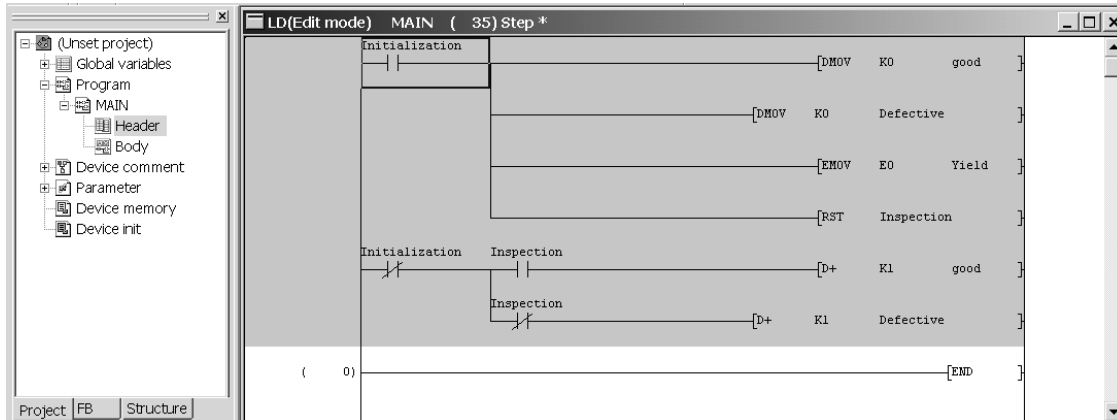 LD(Edit mode) MAIN ( 35) Step *
(Unset project)
Global variables
Program
MAIN
Header
Body
Device comment
Parameter
Device memory
Device init
Project FB Structure
Initialization
[DMOV K0 good ]
[DMOV K0 Defective ]
[EMOV E0 Yield ]
[RST Inspection ]
Initialization Inspection
[D+ K1 good ]
Inspection
[D+ K1 Defective ]
( 0) [END ]